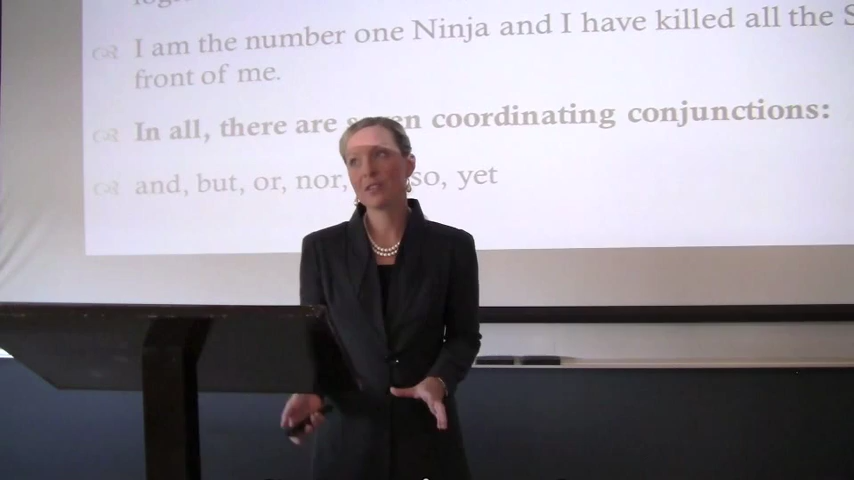 I am the number one Ninja and I have killed all the
front of me.
In all, there are coordinating conjunctions:
and, but, or, nor, so, yet